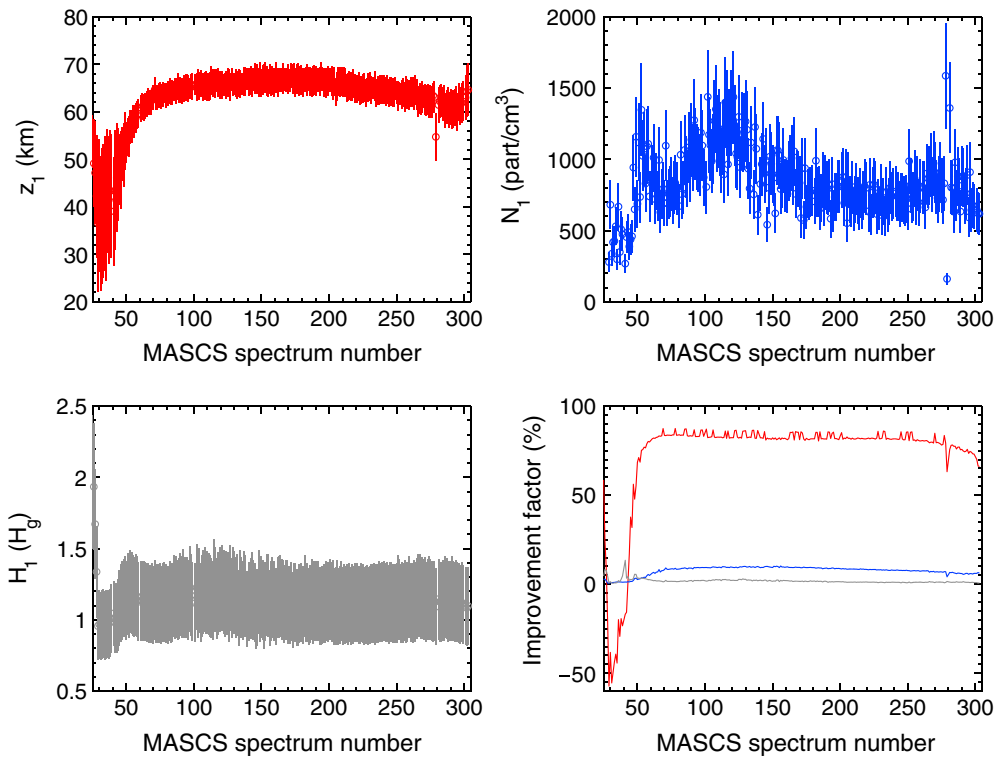 80
70
60
50
40
30
20
z₁ (km)
50 100 150 200 250 300
MASCS spectrum number
2000
1500
1000
500
0
N₁ (part/cm³)
50 100 150 200 250 300
MASCS spectrum number
2.5
2
1.5
1
0.5
H₁ (H_g)
50 100 150 200 250 300
MASCS spectrum number
100
50
0
−50
Improvement factor (%)
50 100 150 200 250 300
MASCS spectrum number